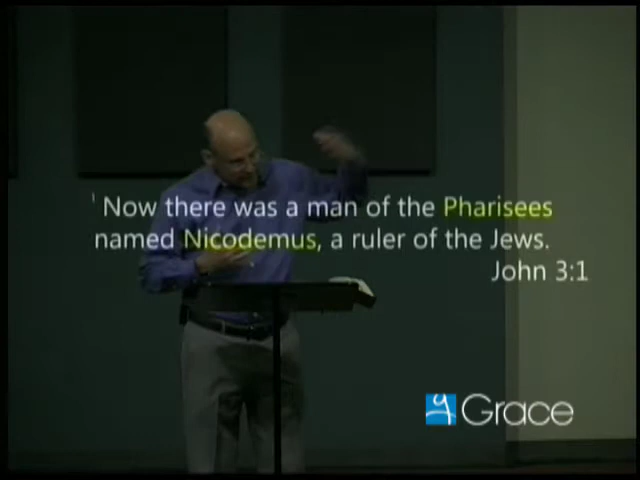 1 Now there was a man of the Pharisees
named Nicodemus, a ruler of the Jews.
John 3:1
Grace